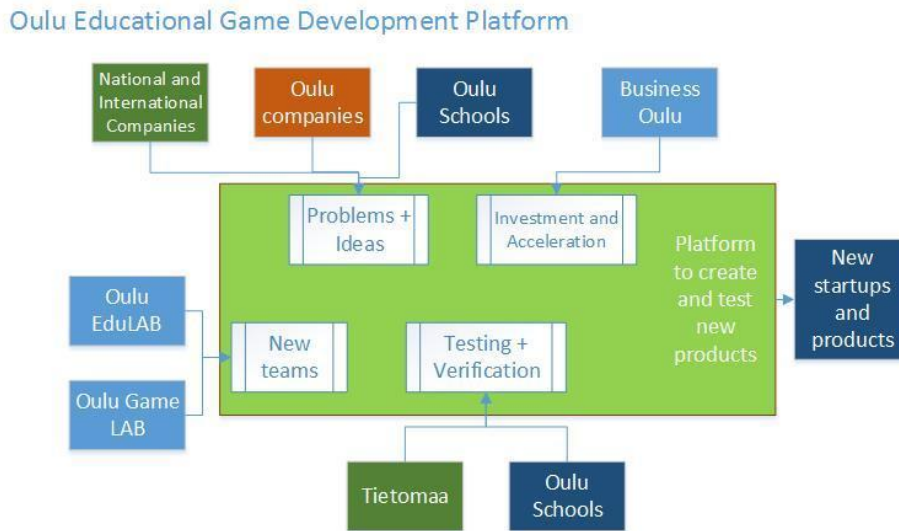 Oulu Educational Game Development Platform
National and
International
Companies
Oulu
companies
Oulu
Schools
Business
Oulu
Problems +
Ideas
Investment and
Acceleration
Platform
to create
and test
new
products
New
startups
and
products
Oulu
EduLAB
Oulu Game
LAB
New
teams
Testing +
Verification
Tietomaa
Oulu
Schools